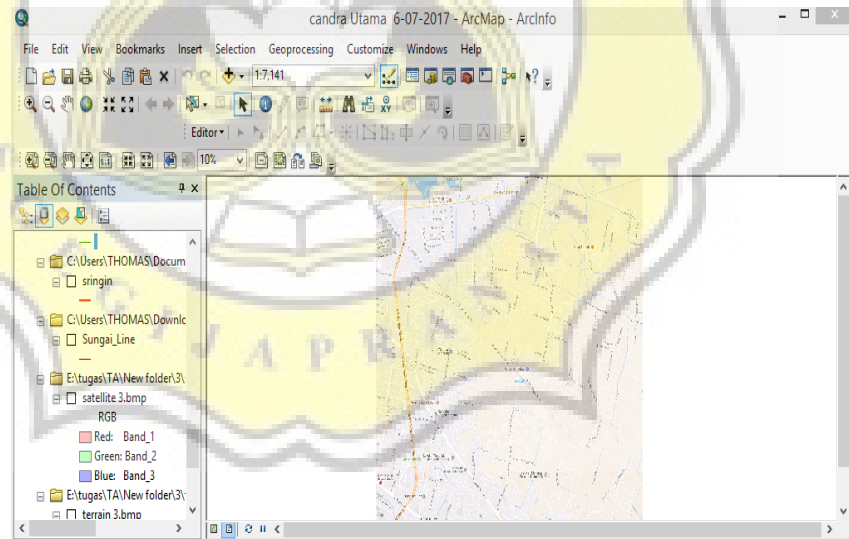 candra Utama 6-07-2017 - ArcMap - ArcInfo
File Edit View Bookmarks Insert Selection Geoprocessing Customize Windows Help
1:7,141
Editor
10%
Table Of Contents
C:\Users\THOMAS\Docum
sringin
C:\Users\THOMAS\Downlc
Sungai_Line
E:\tugas\TA\New folder\3\
satellite 3.bmp
RGB
Red: Band_1
Green: Band_2
Blue: Band_3
E:\tugas\TA\New folder\3\
terrain 3.bmp
GIJAPRANAT